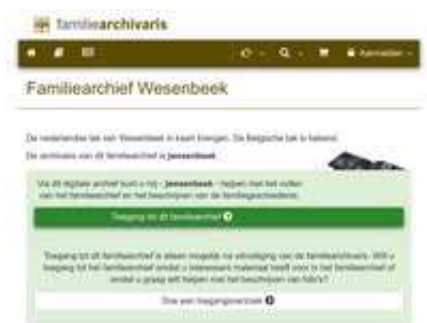 familiearchivaris
Aanmelden
Familiearchief Wesenbeek
De nederlandse tak van Wesenbeek in kaart brengen. De Belgische tak is bekend.
De archivaris van dit familiearchief is jwesenbeek.
Via dit digitale archief kunt u mij - jwesenbeek - helpen met het vullen
van het familiearchief en het beschrijven van de familiegeschiedenis.
Toegang tot dit familiearchief
Toegang tot dit familiearchief is alleen mogelijk na uitnodiging van de familiearchivaris. Wilt u
toegang tot het familiearchief omdat u interessant materiaal heeft voor in het familiearchief of
omdat u graag wilt helpen met het beschrijven van foto's?
Doe een toegangsverzoek